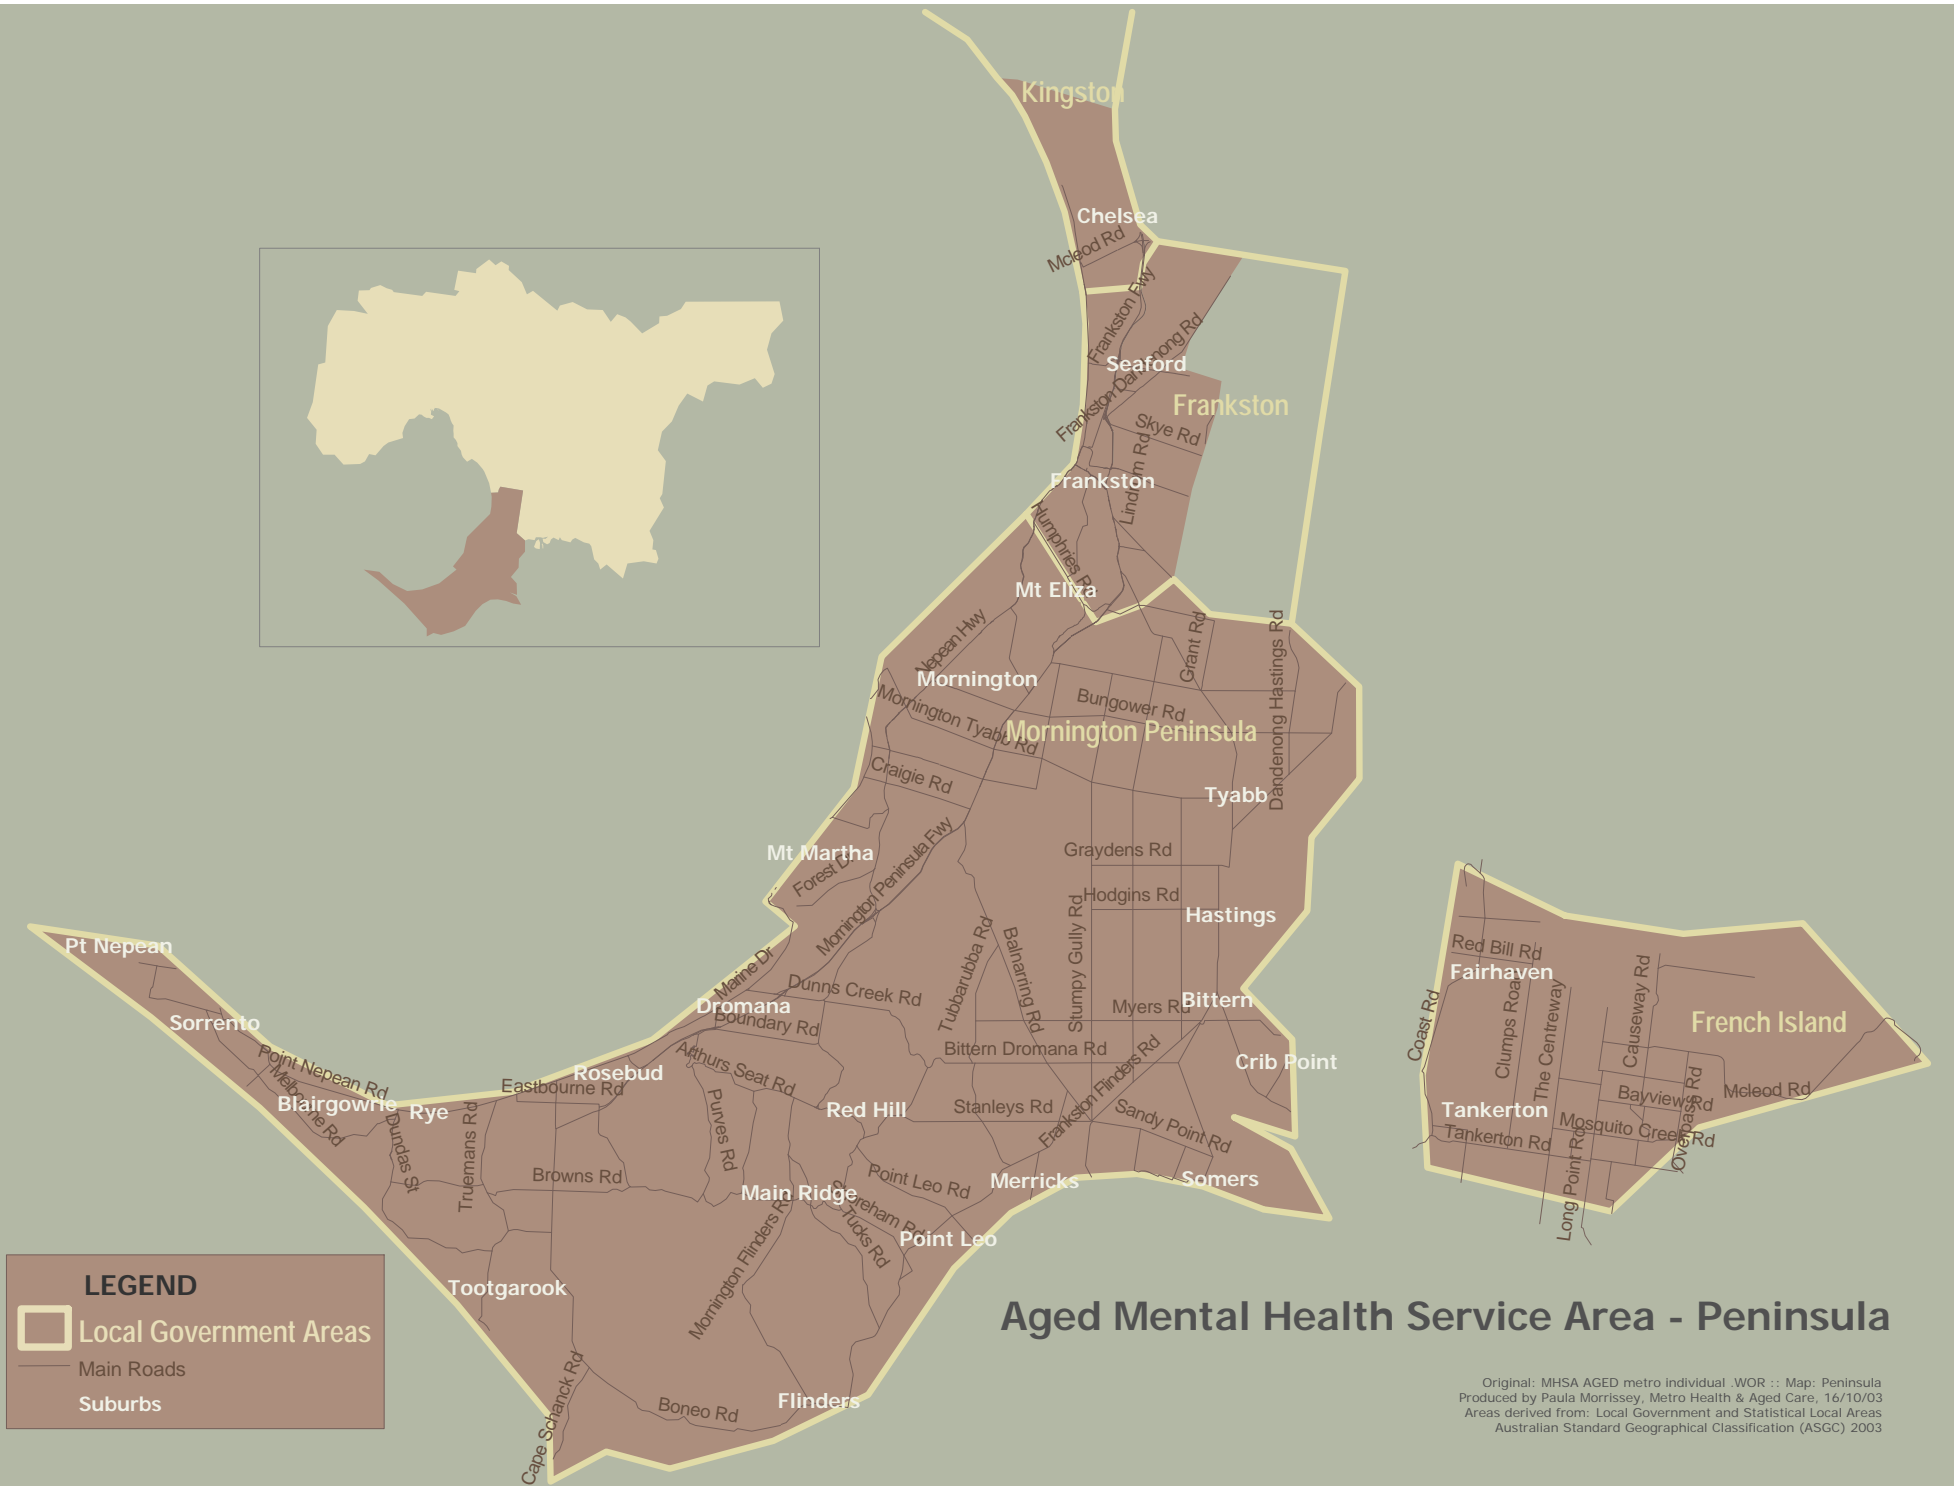 Kingston
Chelsea
Mcleod Rd
Frankston Fwy
Frankston Dandenong Rd
Seaford
Frankston
Skye Rd
Lindrum Rd
Frankston
Humphries Rd
Mt Eliza
Nepean Hwy
Grant Rd
Dandenong Hastings Rd
Mornington
Mornington Tyabb Rd
Bungower Rd
Mornington Peninsula
Craigie Rd
Tyabb
Mt Martha
Forest Dr
Mornington Peninsula Fwy
Graydens Rd
Hodgins Rd
Hastings
Stumpy Gully Rd
Tubbarubba Rd
Balnarring Rd
Pt Nepean
Marine Dr
Dunns Creek Rd
Dromana
Boundary Rd
Myers Rd
Bittern
Sorrento
Point Nepean Rd
Melbourne Rd
Blairgowrie
Rye
Rosebud
Eastbourne Rd
Arthurs Seat Rd
Bittern Dromana Rd
Crib Point
Red Hill
Stanleys Rd
Frankston Flinders Rd
Sandy Point Rd
Dundas St
Truemans Rd
Purves Rd
Browns Rd
Main Ridge
Point Leo Rd
Merricks
Somers
Shoreham Rd
Tucks Rd
Point Leo
Mornington Flinders Rd
Tootgarook
Cape Schanck Rd
Boneo Rd
Flinders
Red Bill Rd
Fairhaven
Coast Rd
Clumps Road
The Centreway
Causeway Rd
French Island
Tankerton
Bayview Rd
Mcleod Rd
Tankerton Rd
Mosquito Creek Rd
Overpass Rd
Long Point Rd
LEGEND
Local Government Areas
Main Roads
Suburbs
Aged Mental Health Service Area - Peninsula
Original: MHSA AGED metro individual .WOR :: Map: Peninsula
Produced by Paula Morrissey, Metro Health & Aged Care, 16/10/03
Areas derived from: Local Government and Statistical Local Areas
Australian Standard Geographical Classification (ASGC) 2003